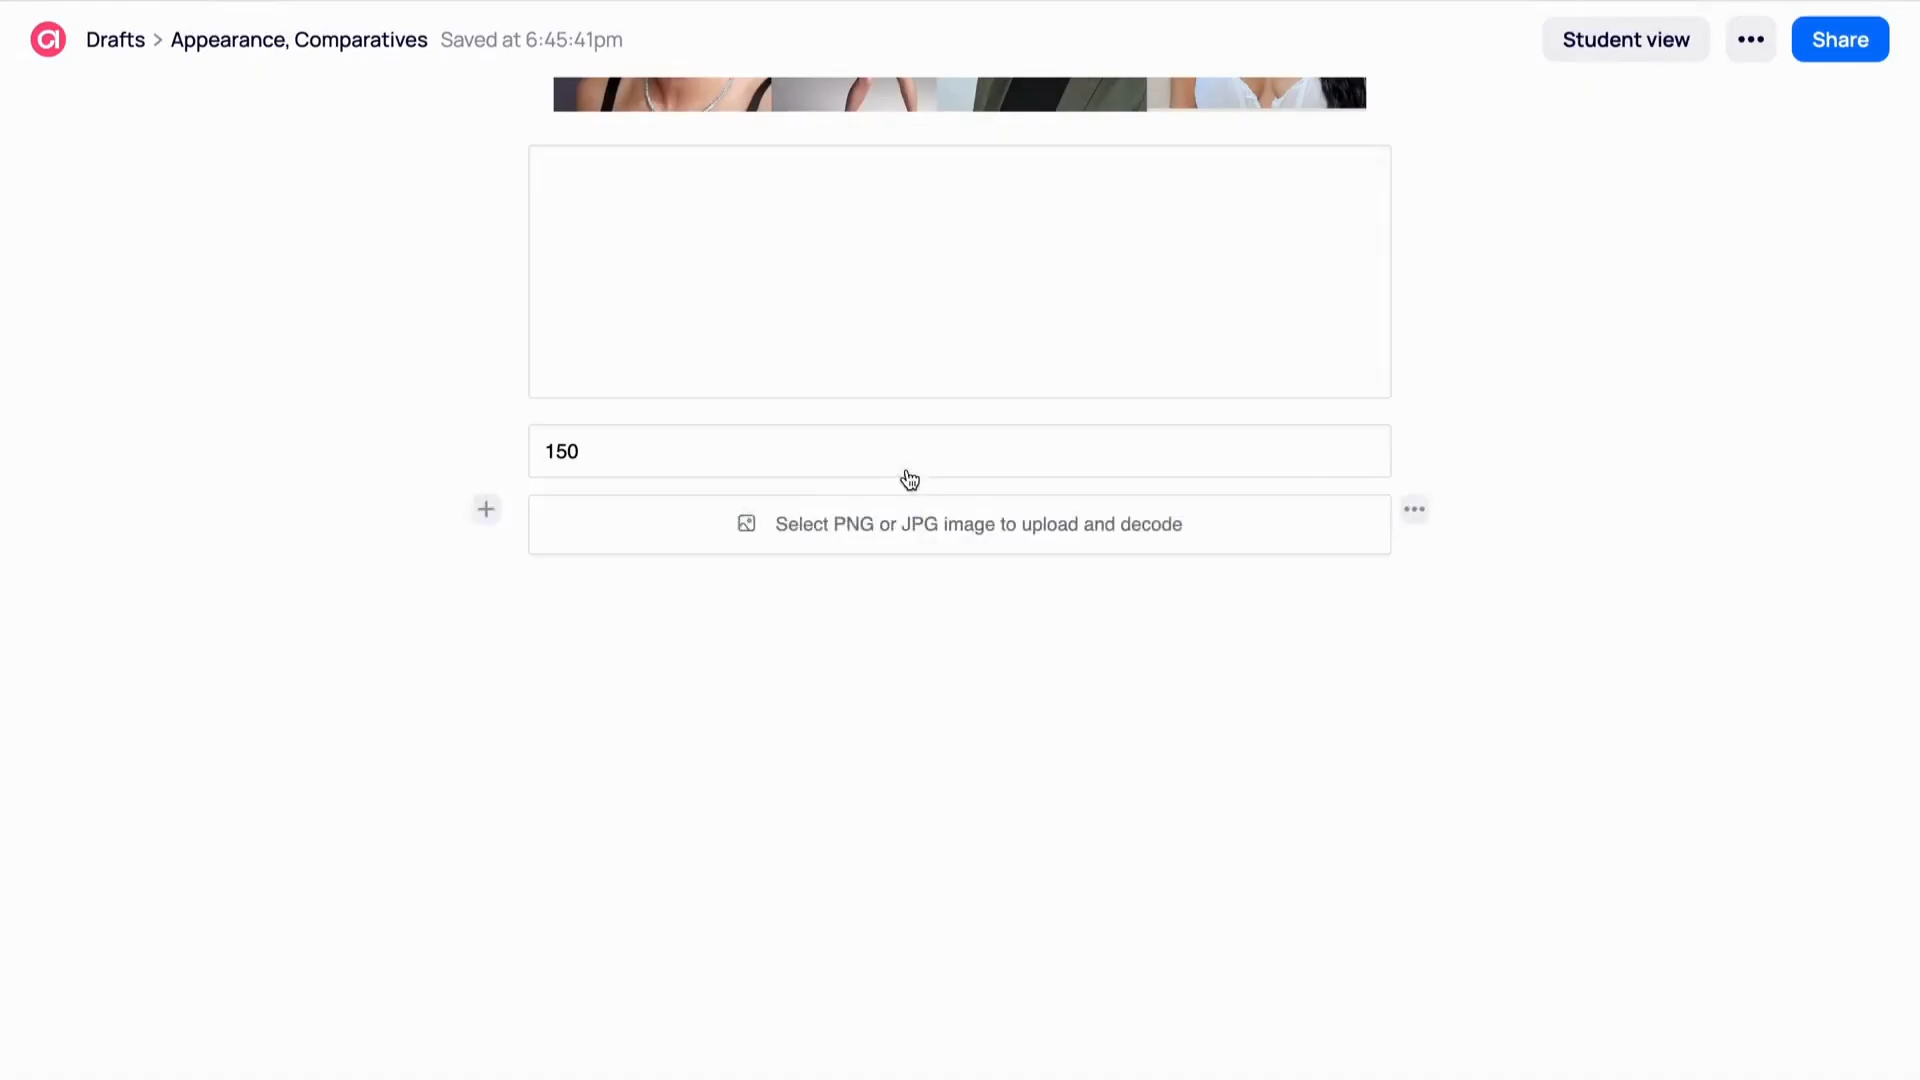 Drafts > Appearance, Comparatives Saved at 6:45:41pm
Student view
Share
150
Select PNG or JPG image to upload and decode